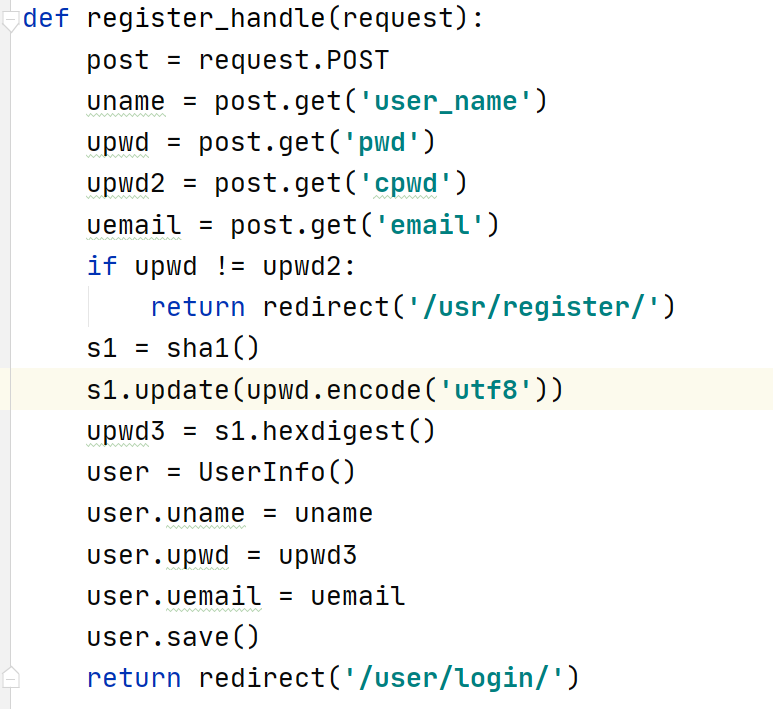 def register_handle(request):
    post = request.POST
    uname = post.get('user_name')
    upwd = post.get('pwd')
    upwd2 = post.get('cpwd')
    uemail = post.get('email')
    if upwd != upwd2:
        return redirect('/usr/register/')
    s1 = sha1()
    s1.update(upwd.encode('utf8'))
    upwd3 = s1.hexdigest()
    user = UserInfo()
    user.uname = uname
    user.upwd = upwd3
    user.uemail = uemail
    user.save()
    return redirect('/user/login/')